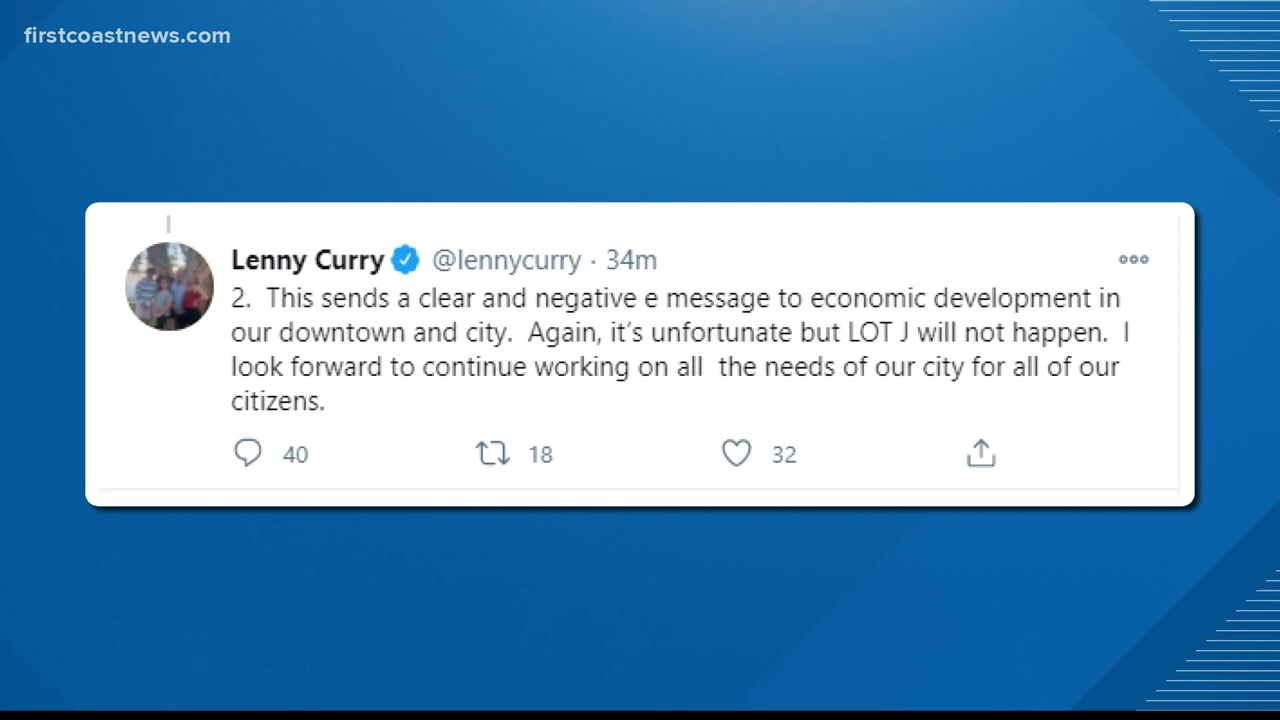 firstcoastnews.com
Lenny Curry @lennycurry · 34m
2.  This sends a clear and negative e message to economic development in
our downtown and city.  Again, it's unfortunate but LOT J will not happen.  I
look forward to continue working on all  the needs of our city for all of our
citizens.
40 18 32